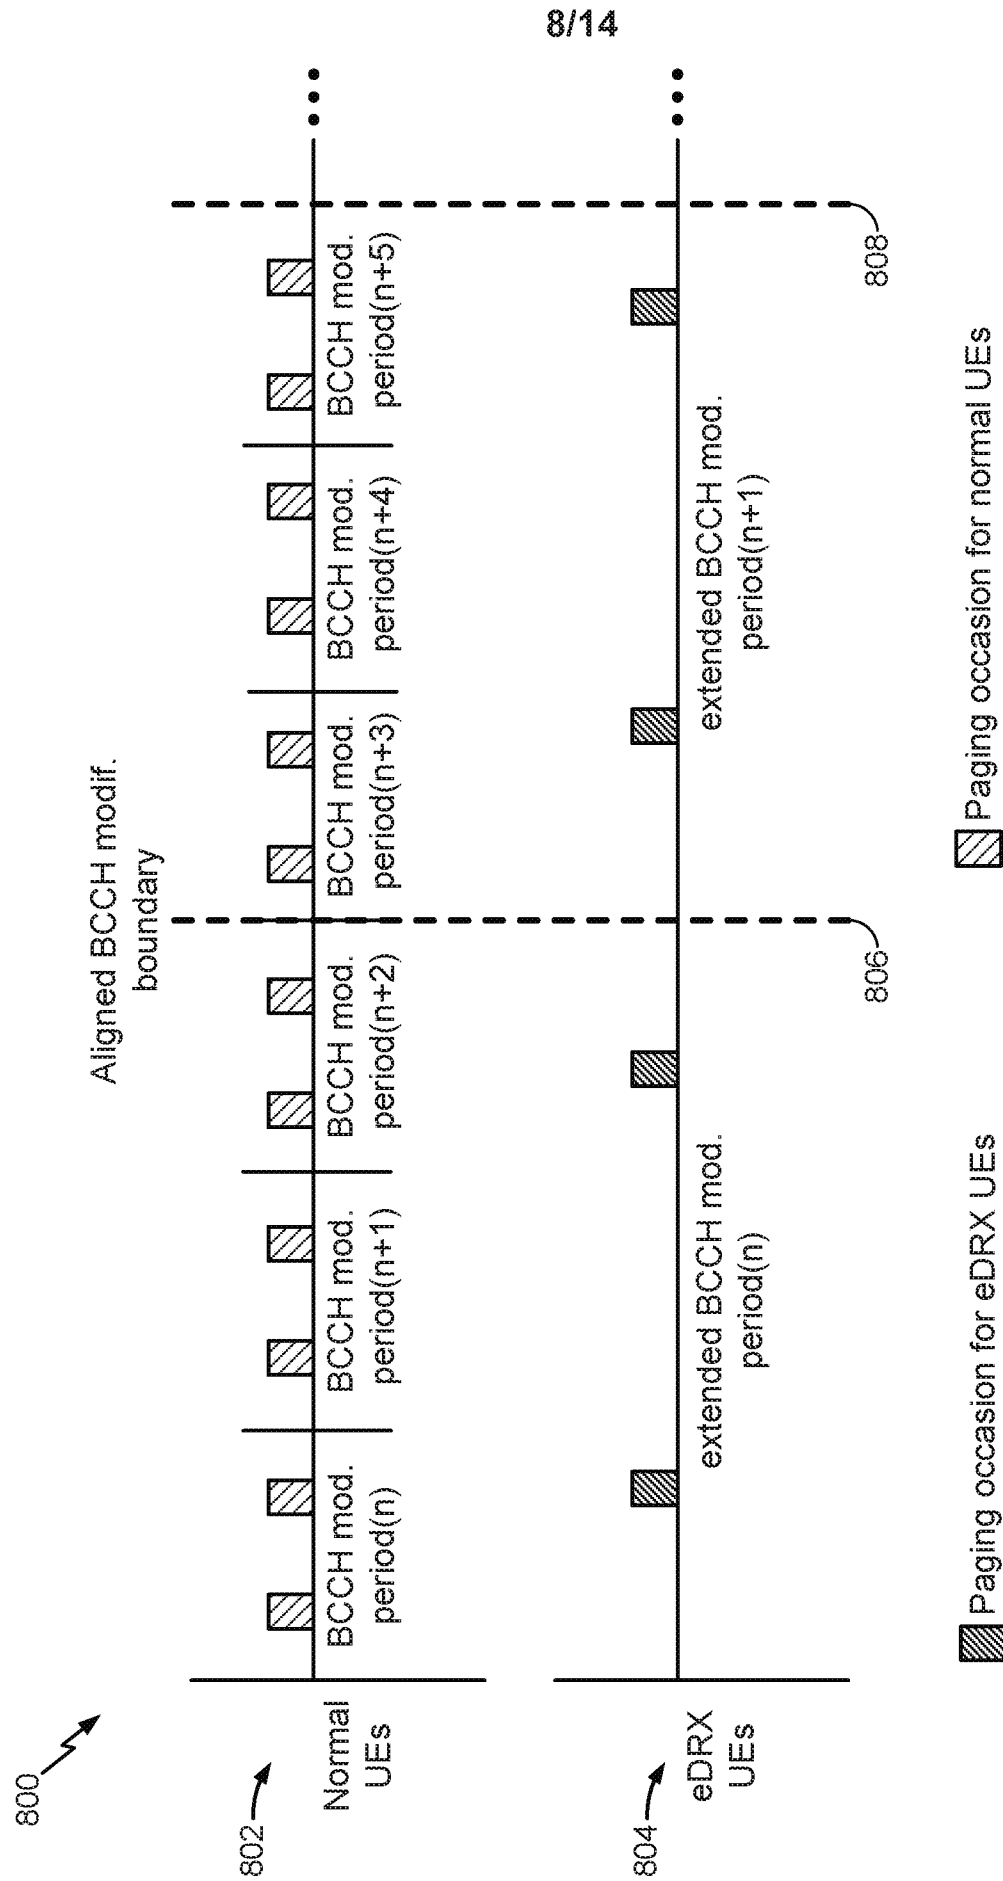 8/14
800
Aligned BCCH modif.
boundary
802
Normal
UEs
BCCH mod.
period(n)
BCCH mod.
period(n+1)
BCCH mod.
period(n+2)
BCCH mod.
period(n+3)
BCCH mod.
period(n+4)
BCCH mod.
period(n+5)
804
eDRX
UEs
extended BCCH mod.
period(n)
extended BCCH mod.
period(n+1)
806
808
Paging occasion for eDRX UEs
Paging occasion for normal UEs